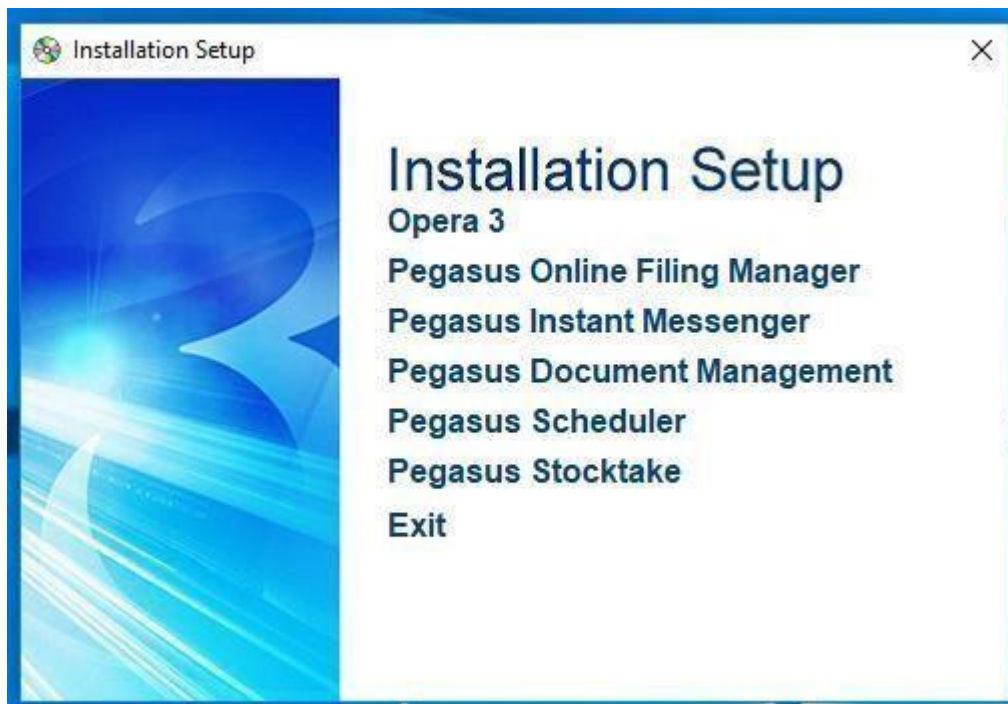 Installation Setup
Installation Setup
Opera 3
Pegasus Online Filing Manager
Pegasus Instant Messenger
Pegasus Document Management
Pegasus Scheduler
Pegasus Stocktake
Exit